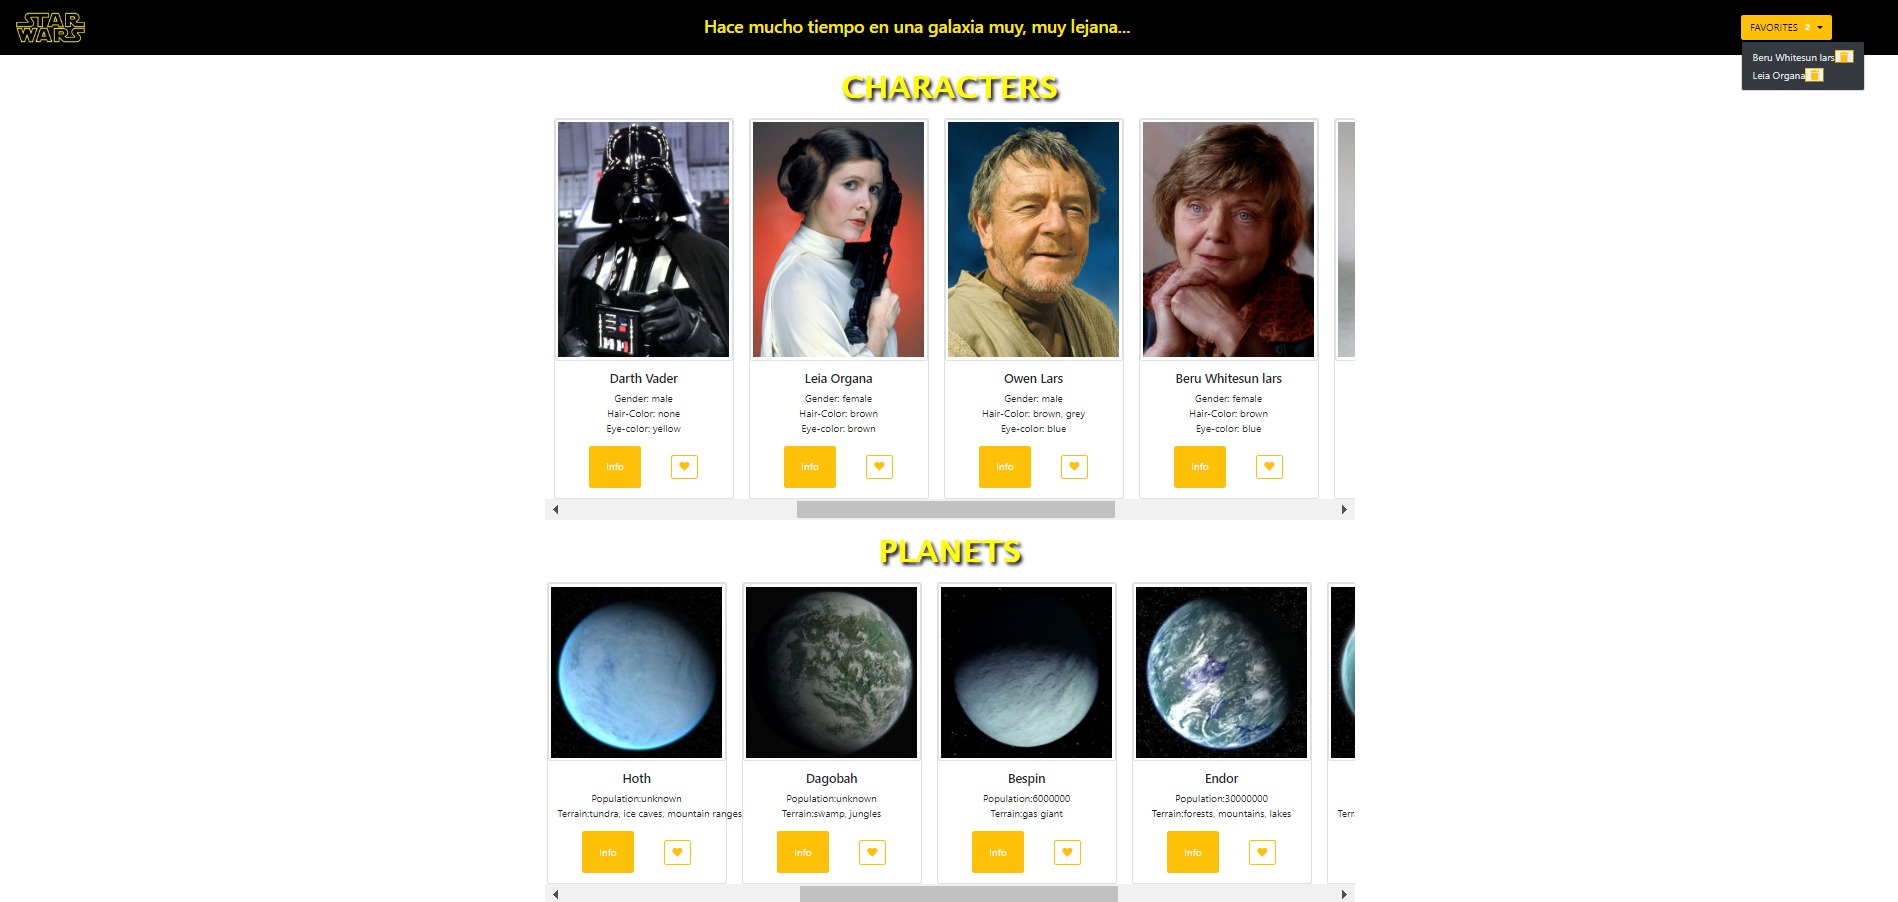 STAR
WARS
Hace mucho tiempo en una galaxia muy, muy lejana...
FAVORITES 2
Beru Whitesun lars
Leia Organa
CHARACTERS
Darth Vader
Gender: male
Hair-Color: none
Eye-color: yellow
Info
Leia Organa
Gender: female
Hair-Color: brown
Eye-color: brown
Info
Owen Lars
Gender: male
Hair-Color: brown, grey
Eye-color: blue
Info
Beru Whitesun lars
Gender: female
Hair-Color: brown
Eye-color: blue
Info
PLANETS
Hoth
Population:unknown
Terrain:tundra, ice caves, mountain ranges
Info
Dagobah
Population:unknown
Terrain:swamp, jungles
Info
Bespin
Population:6000000
Terrain:gas giant
Info
Endor
Population:30000000
Terrain:forests, mountains, lakes
Info
Terr